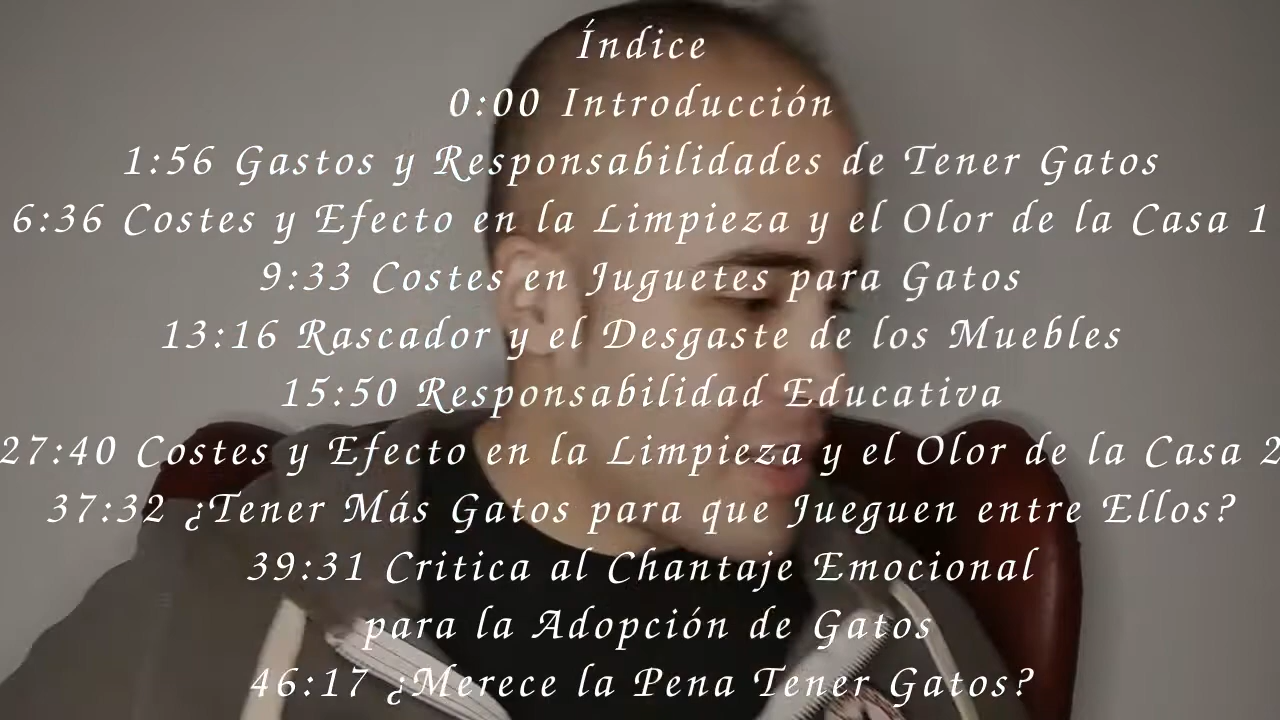 Índice
0:00 Introducción
1:56 Gastos y Responsabilidades de Tener Gatos
6:36 Costes y Efecto en la Limpieza y el Olor de la Casa 1
9:33 Costes en Juguetes para Gatos
13:16 Rascador y el Desgaste de los Muebles
15:50 Responsabilidad Educativa
27:40 Costes y Efecto en la Limpieza y el Olor de la Casa 2
37:32 ¿Tener Más Gatos para que Jueguen entre Ellos?
39:31 Critica al Chantaje Emocional
para la Adopción de Gatos
46:17 ¿Merece la Pena Tener Gatos?